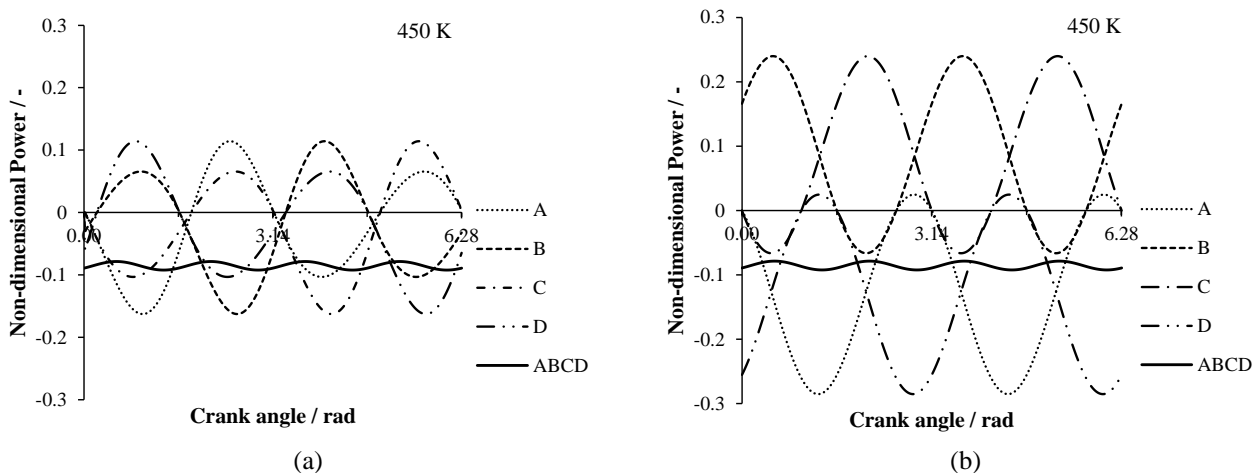 0.3
450 K
0.2
0.1
0
0.00
3.14
6.28
-0.1
-0.2
-0.3
Non-dimensional Power / -
Crank angle / rad
A
B
C
D
ABCD
(a)
0.3
450 K
0.2
0.1
0
0.00
3.14
6.28
-0.1
-0.2
-0.3
Non-dimensional Power / -
Crank angle / rad
A
B
C
D
ABCD
(b)